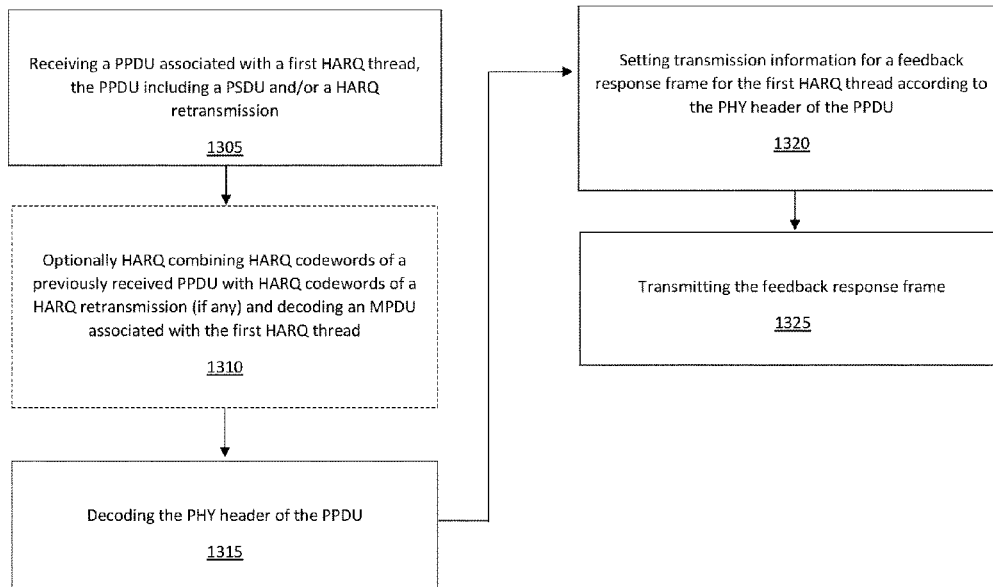 Receiving a PPDU associated with a first HARQ thread,
the PPDU including a PSDU and/or a HARQ
retransmission
1305
Optionally HARQ combining HARQ codewords of a
previously received PPDU with HARQ codewords of a
HARQ retransmission (if any) and decoding an MPDU
associated with the first HARQ thread
1310
Decoding the PHY header of the PPDU
1315
Setting transmission information for a feedback
response frame for the first HARQ thread according to
the PHY header of the PPDU
1320
Transmitting the feedback response frame
1325